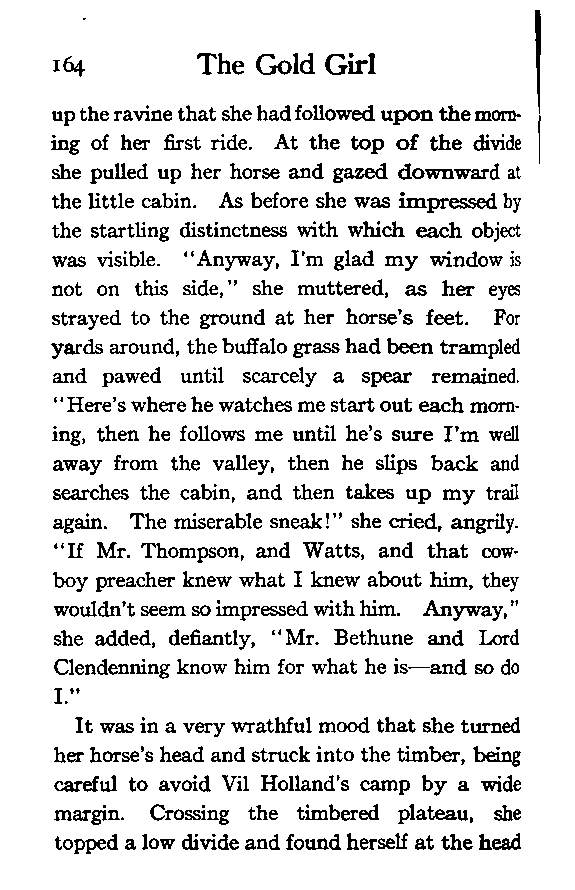 164 The Gold Girl
up the ravine that she had followed upon the morn-
ing of her first ride. At the top of the divide
she pulled up her horse and gazed downward at
the little cabin. As before she was impressed by
the startling distinctness with which each object
was visible. "Anyway, I'm glad my window is
not on this side," she muttered, as her eyes
strayed to the ground at her horse's feet. For
yards around, the buffalo grass had been trampled
and pawed until scarcely a spear remained.
"Here's where he watches me start out each morn-
ing, then he follows me until he's sure I'm well
away from the valley, then he slips back and
searches the cabin, and then takes up my trail
again. The miserable sneak!" she cried, angrily.
"If Mr. Thompson, and Watts, and that cow-
boy preacher knew what I knew about him, they
wouldn't seem so impressed with him. Anyway,"
she added, defiantly, "Mr. Bethune and Lord
Clendenning know him for what he is—and so do
I."
It was in a very wrathful mood that she turned
her horse's head and struck into the timber, being
careful to avoid Vil Holland's camp by a wide
margin. Crossing the timbered plateau, she
topped a low divide and found herself at the head